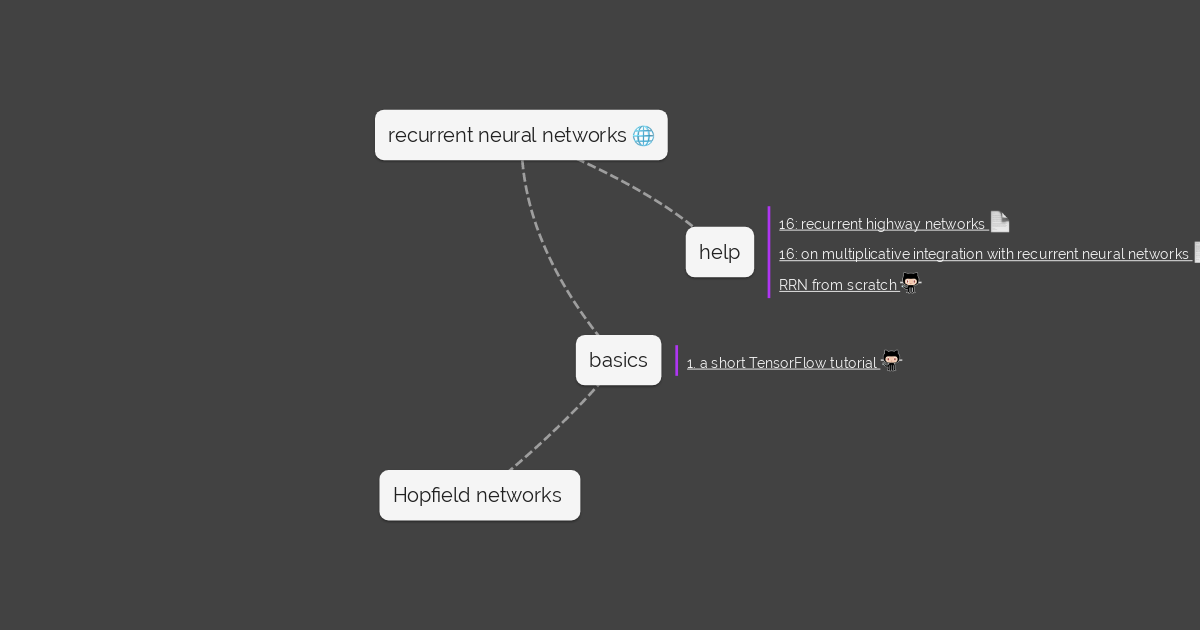 recurrent neural networks
16: recurrent highway networks
help
16: on multiplicative integration with recurrent neural networks
RRN from scratch
basics
1. a short TensorFlow tutorial
Hopfield networks